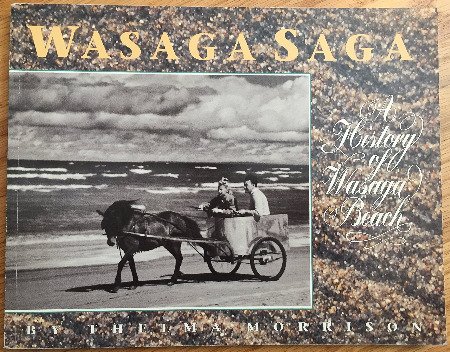 WASAGA SAGA
A
History
of
Wasaga
Beach
BY THELMA MORRISON